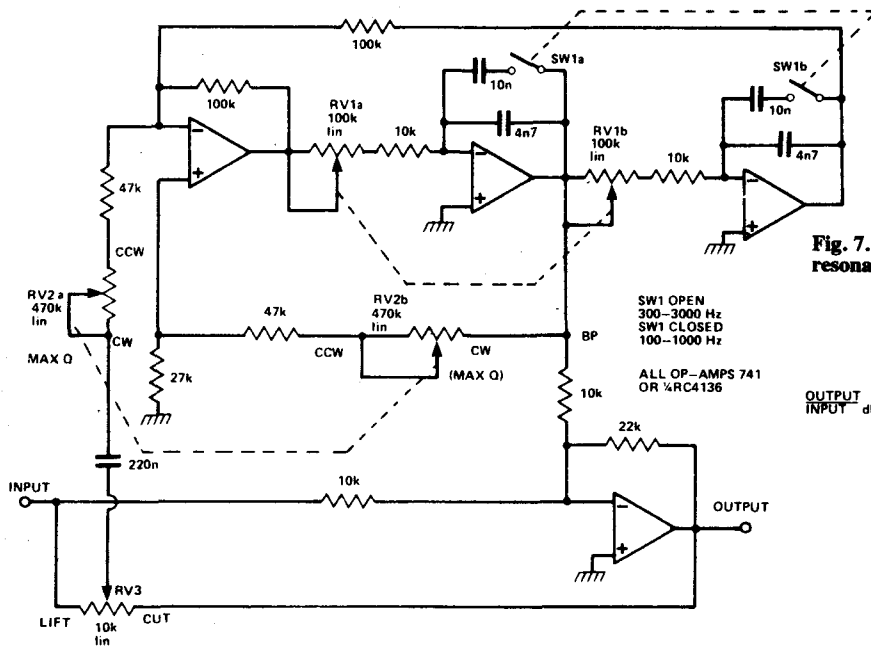 100k
SW1a
SW1b
10n
10n
100k
RV1a
100k
lin
10k
4n7
RV1b
100k
lin
10k
4n7
−
+
−
+
−
+
47k
CCW
Fig. 7.
resona
RV2a
470k
lin
CW
MAX Q
47k
RV2b
470k
lin
CCW
CW
(MAX Q)
BP
SW1 OPEN
300–3000 Hz
SW1 CLOSED
100–1000 Hz
ALL OP–AMPS 741
OR ¼RC4136
27k
10k
22k
OUTPUT
INPUT d
220n
INPUT
10k
−
+
OUTPUT
RV3
LIFT
10k
lin
CUT